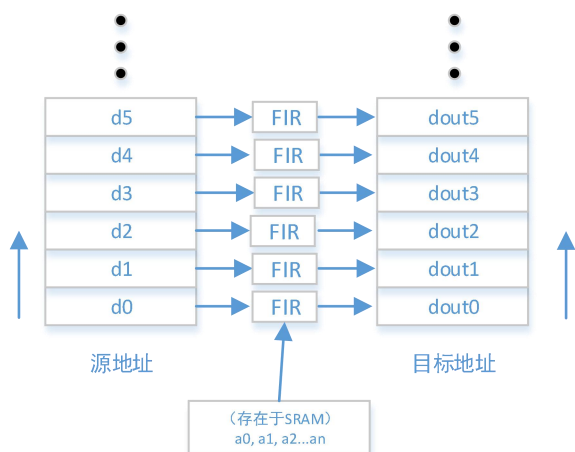 d5 FIR dout5
d4 FIR dout4
d3 FIR dout3
d2 FIR dout2
d1 FIR dout1
d0 FIR dout0
源地址 目标地址
（存在于SRAM）
a0, a1, a2...an